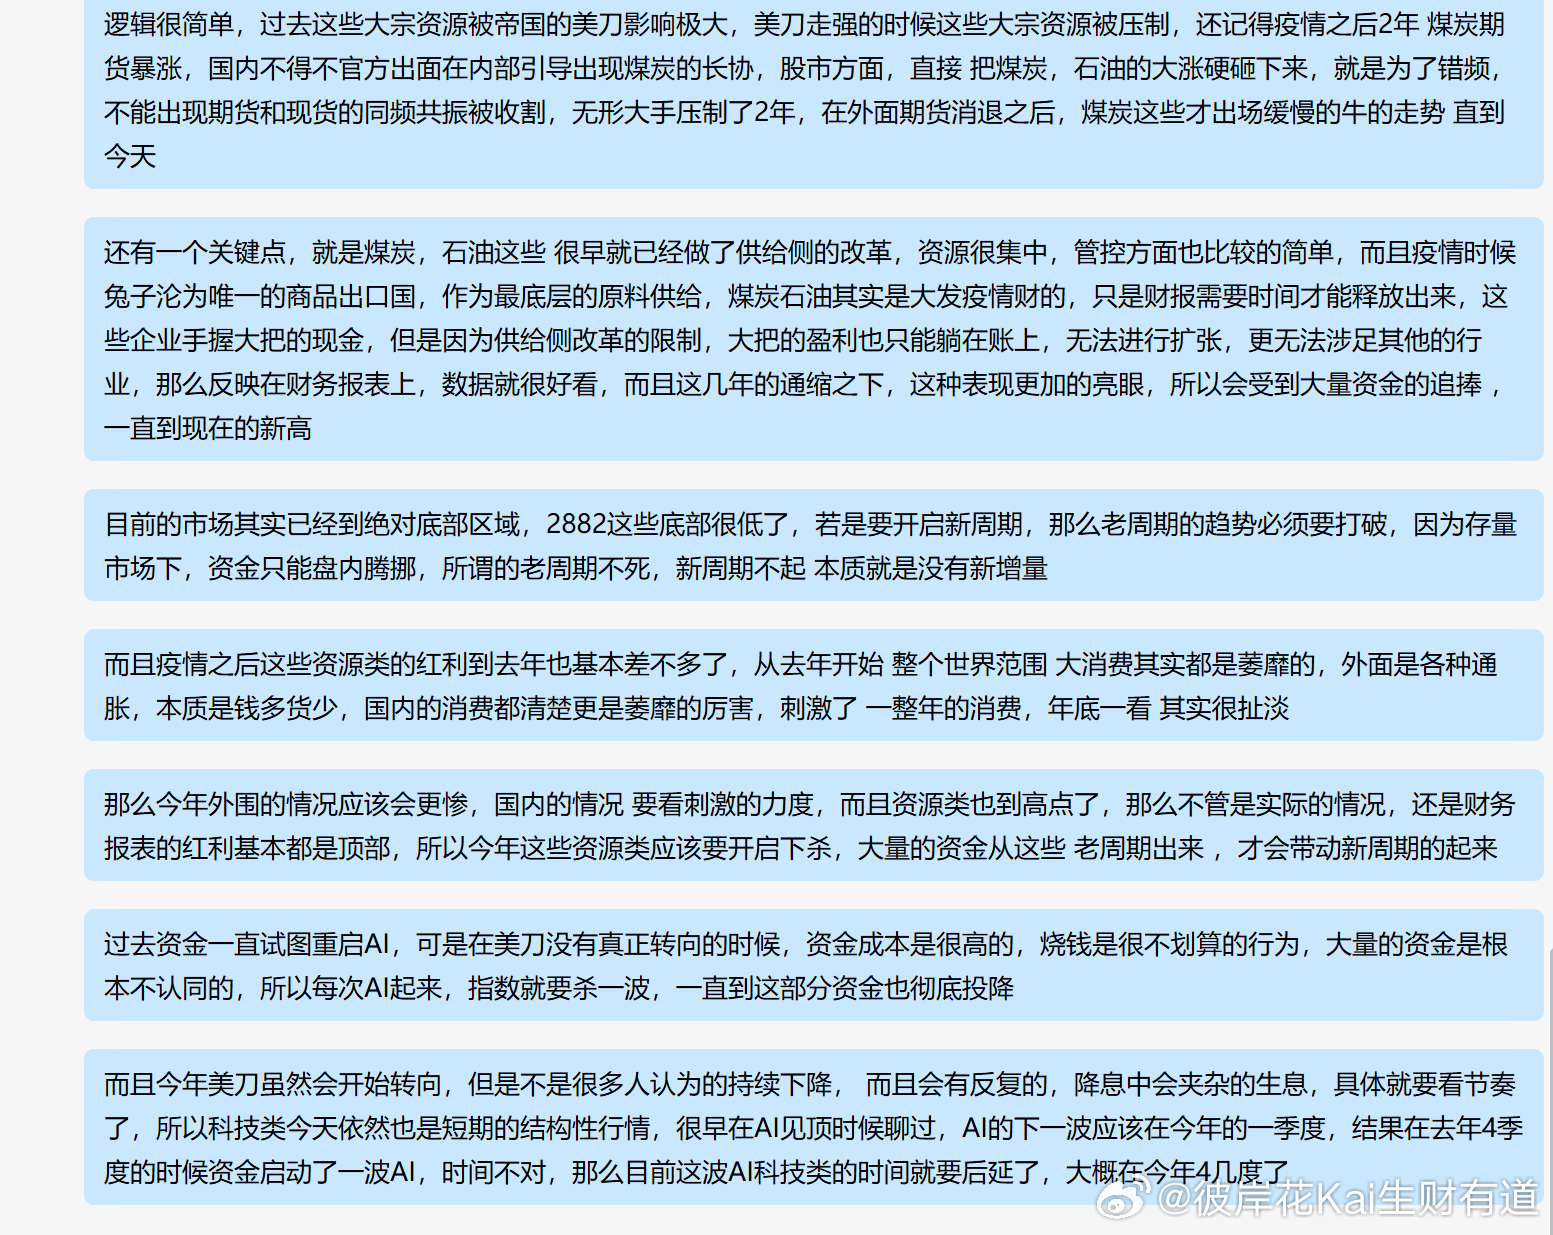 逻辑很简单，过去这些大宗资源被帝国的美刀影响极大，美刀走强的时候这些大宗资源被压制，还记得疫情之后2年 煤炭期
货暴涨，国内不得不官方出面在内部引导出现煤炭的长协，股市方面，直接 把煤炭，石油的大涨硬砸下来，就是为了错频，
不能出现期货和现货的同频共振被收割，无形大手压制了2年，在外面期货消退之后，煤炭这些才出场缓慢的牛的走势 直到
今天
还有一个关键点，就是煤炭，石油这些 很早就已经做了供给侧的改革，资源很集中，管控方面也比较的简单，而且疫情时候
兔子沦为唯一的商品出口国，作为最底层的原料供给，煤炭石油其实是大发疫情财的，只是财报需要时间才能释放出来，这
些企业手握大把的现金，但是因为供给侧改革的限制，大把的盈利也只能躺在账上，无法进行扩张，更无法涉足其他的行
业，那么反映在财务报表上，数据就很好看，而且这几年的通缩之下，这种表现更加的亮眼，所以会受到大量资金的追捧 ，
一直到现在的新高
目前的市场其实已经到绝对底部区域，2882这些底部很低了，若是要开启新周期，那么老周期的趋势必须要打破，因为存量
市场下，资金只能盘内腾挪，所谓的老周期不死，新周期不起 本质就是没有新增量
而且疫情之后这些资源类的红利到去年也基本差不多了，从去年开始 整个世界范围 大消费其实都是萎靡的，外面是各种通
胀，本质是钱多货少，国内的消费都清楚更是萎靡的厉害，刺激了 一整年的消费，年底一看 其实很扯淡
那么今年外围的情况应该会更惨，国内的情况 要看刺激的力度，而且资源类也到高点了，那么不管是实际的情况，还是财务
报表的红利基本都是顶部，所以今年这些资源类应该要开启下杀，大量的资金从这些 老周期出来 ，才会带动新周期的起来
过去资金一直试图重启AI，可是在美刀没有真正转向的时候，资金成本是很高的，烧钱是很不划算的行为，大量的资金是根
本不认同的，所以每次AI起来，指数就要杀一波，一直到这部分资金也彻底投降
而且今年美刀虽然会开始转向，但是不是很多人认为的持续下降， 而且会有反复的，降息中会夹杂的生息，具体就要看节奏
了，所以科技类今天依然也是短期的结构性行情，很早在AI见顶时候聊过，AI的下一波应该在今年的一季度，结果在去年4季
度的时候资金启动了一波AI，时间不对，那么目前这波AI科技类的时间就要后延了，大概在今年4几度了
@彼岸花Kai生财有道